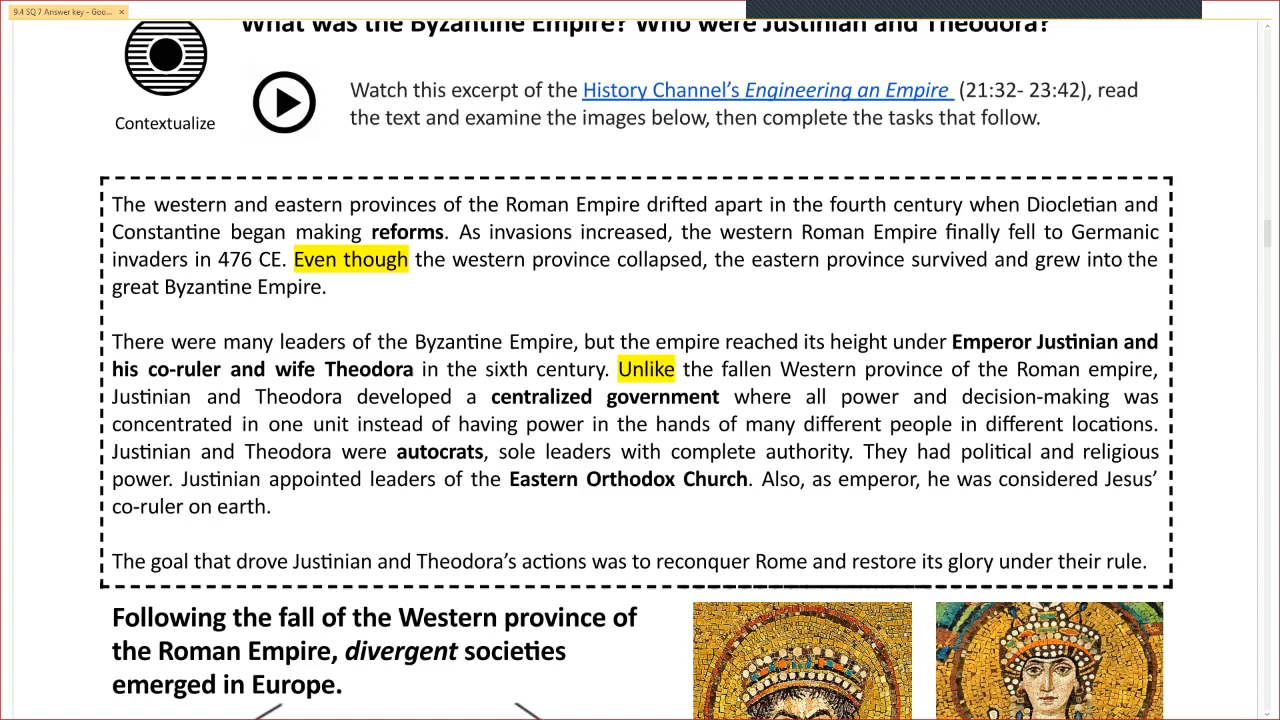 9.4 SQ 7 Answer key - Goo...
What was the Byzantine Empire? Who were Justinian and Theodora?
Contextualize
Watch this excerpt of the History Channel’s Engineering an Empire (21:32- 23:42), read
the text and examine the images below, then complete the tasks that follow.
The western and eastern provinces of the Roman Empire drifted apart in the fourth century when Diocletian and
Constantine began making reforms. As invasions increased, the western Roman Empire finally fell to Germanic
invaders in 476 CE. Even though the western province collapsed, the eastern province survived and grew into the
great Byzantine Empire.
There were many leaders of the Byzantine Empire, but the empire reached its height under Emperor Justinian and
his co-ruler and wife Theodora in the sixth century. Unlike the fallen Western province of the Roman empire,
Justinian and Theodora developed a centralized government where all power and decision-making was
concentrated in one unit instead of having power in the hands of many different people in different locations.
Justinian and Theodora were autocrats, sole leaders with complete authority. They had political and religious
power. Justinian appointed leaders of the Eastern Orthodox Church. Also, as emperor, he was considered Jesus’
co-ruler on earth.
The goal that drove Justinian and Theodora’s actions was to reconquer Rome and restore its glory under their rule.
Following the fall of the Western province of
the Roman Empire, divergent societies
emerged in Europe.